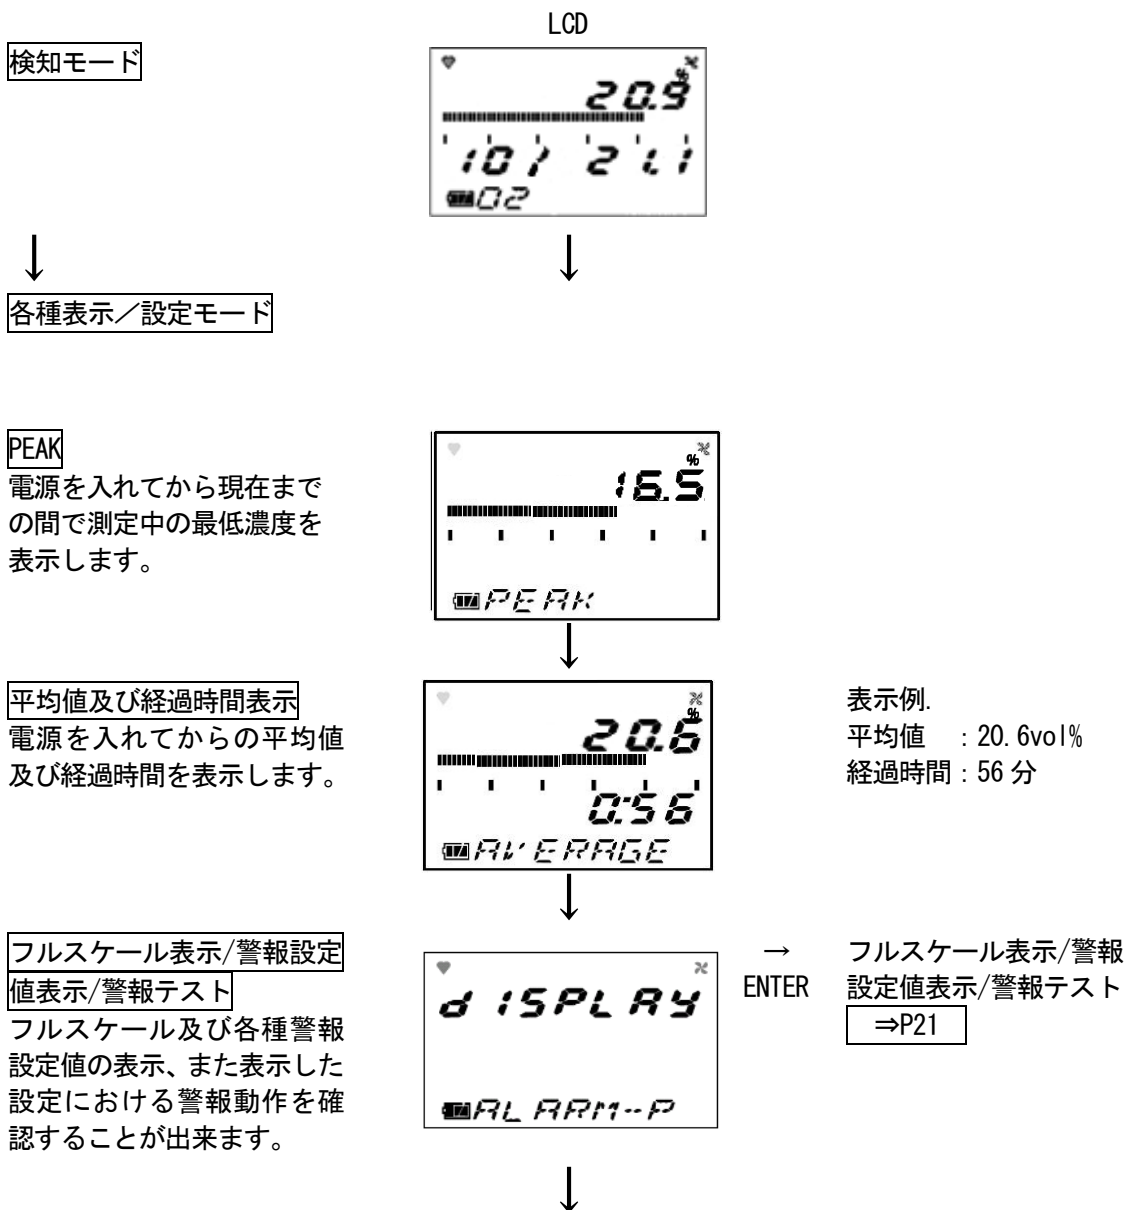 LCD
検知モード
20.9
%
101 21.1
O2
↓ ↓
各種表示／設定モード
PEAK
電源を入れてから現在まで
の間で測定中の最低濃度を
表示します。
%
16.5
PEAK
↓
平均値及び経過時間表示
電源を入れてからの平均値
及び経過時間を表示します。
%
20.6
0:56
AVERAGE
表示例.
平均値　：20.6vol%
経過時間：56 分
↓
フルスケール表示/警報設定
値表示/警報テスト
フルスケール及び各種警報
設定値の表示、また表示した
設定における警報動作を確
認することが出来ます。
dISPLAY
ALARM--P
→
ENTER
フルスケール表示/警報
設定値表示/警報テスト
⇒P21
↓